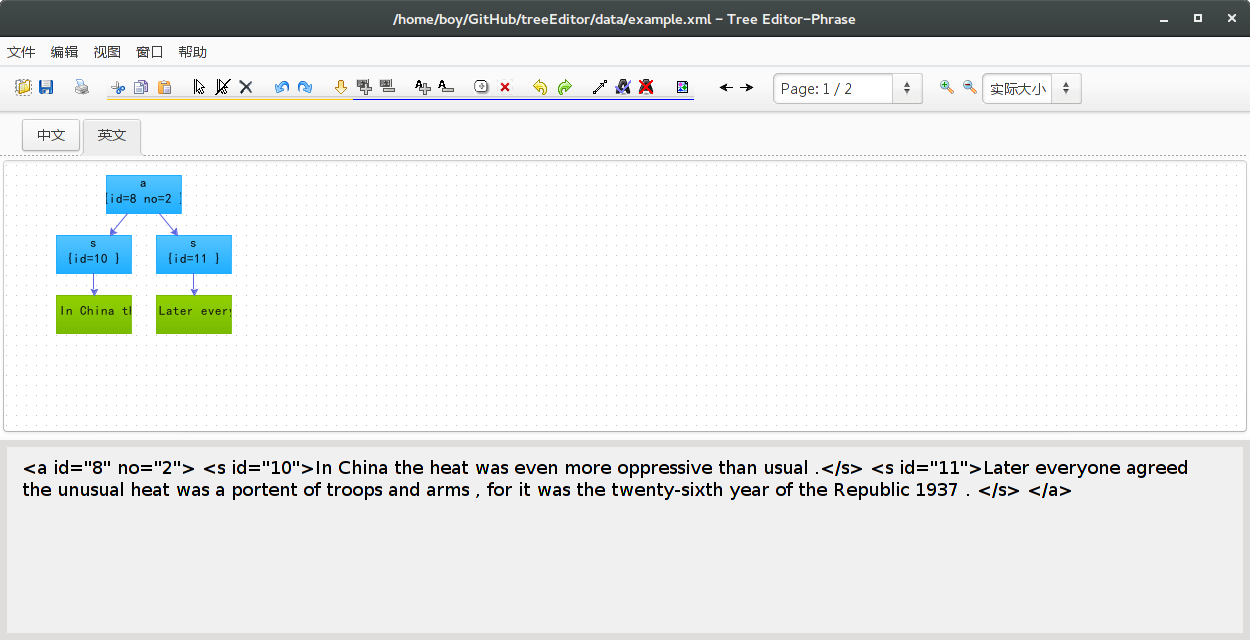 /home/boy/GitHub/treeEditor/data/example.xml - Tree Editor-Phrase
文件 编辑 视图 窗口 帮助
Page: 1 / 2
实际大小
中文 英文
a
{id=8 no=2 }
s s
{id=10 } {id=11 }
In China th Later every
<a id="8" no="2"> <s id="10">In China the heat was even more oppressive than usual .</s> <s id="11">Later everyone agreed
the unusual heat was a portent of troops and arms , for it was the twenty-sixth year of the Republic 1937 . </s> </a>